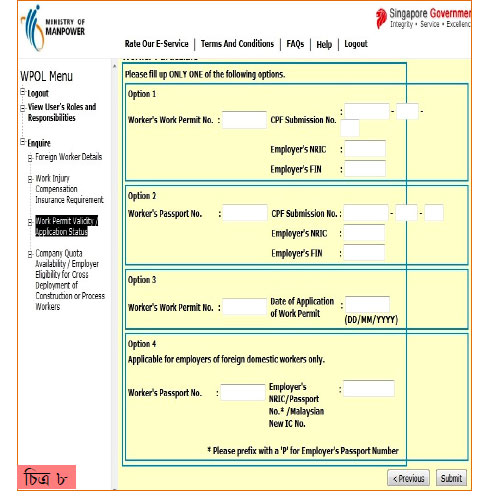 MINISTRY OF
MANPOWER
Singapore Governmen
Integrity • Service • Excellenc
Rate Our E-Service | Terms And Conditions | FAQs | Help | Logout
WPOL Menu
Logout
View User's Roles and
Responsibilities
Enquire
Foreign Worker Details
Work Injury
Compensation
Insurance Requirement
Work Permit Validity /
Application Status
Company Quota
Availability / Employer
Eligibility for Cross
Deployment of
Construction or Process
Workers
Please fill up ONLY ONE of the following options.
Option 1
Worker's Work Permit No. : CPF Submission No. : - -
Employer's NRIC :
Employer's FIN :
Option 2
Worker's Passport No. : CPF Submission No. : - -
Employer's NRIC :
Employer's FIN :
Option 3
Worker's Work Permit No. : Date of Application :
of Work Permit
(DD/MM/YYYY)
Option 4
Applicable for employers of foreign domestic workers only.
Worker's Passport No. : Employer's :
NRIC/Passport
No.* /Malaysian
New IC No.
* Please prefix with a 'P' for Employer's Passport Number
< Previous Submit
চিত্র ৮